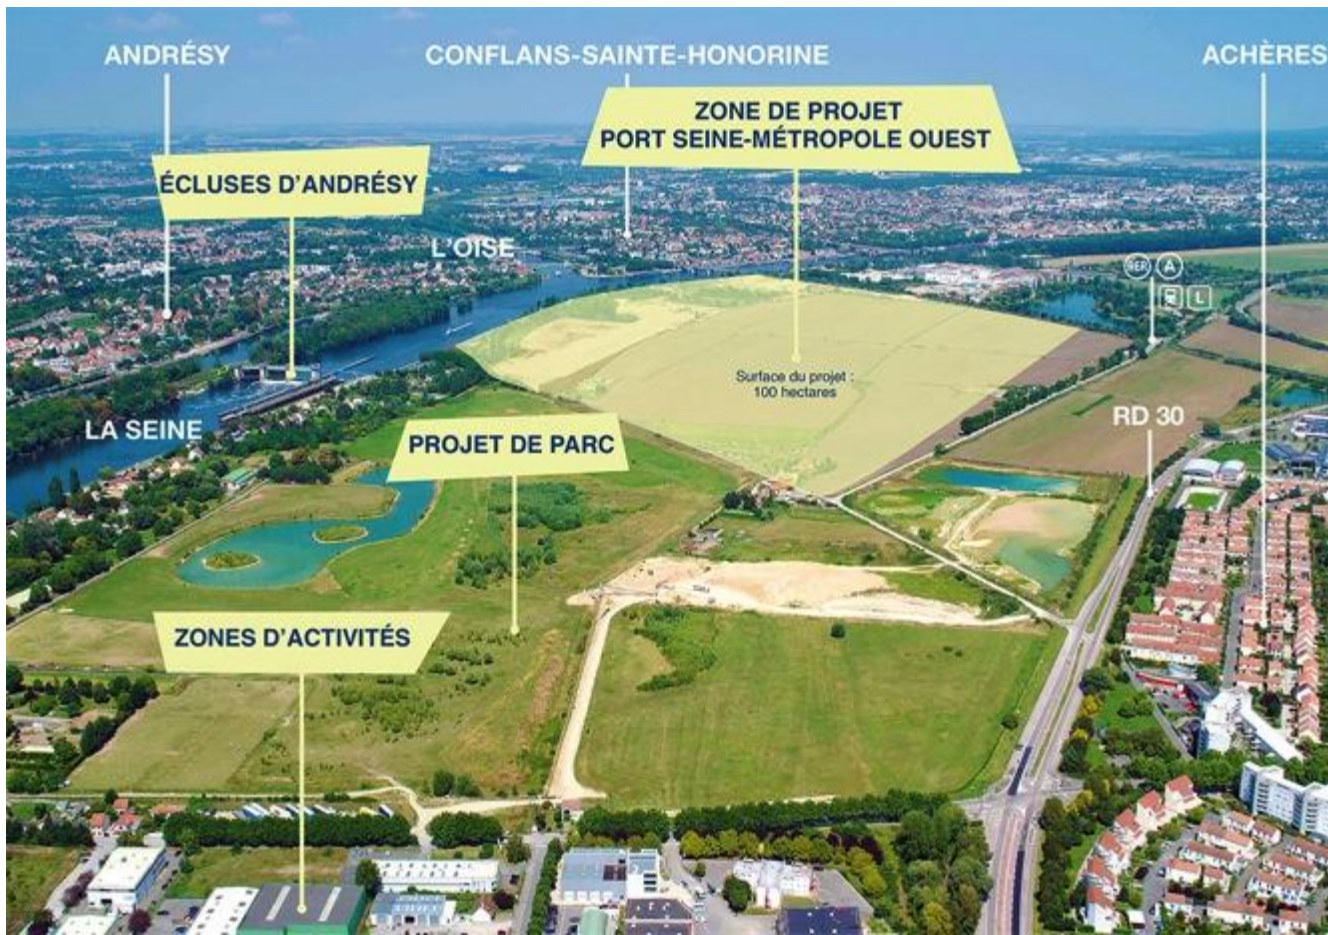 ANDRÉSY
CONFLANS-SAINTE-HONORINE
ACHÈRES
ZONE DE PROJET
PORT SEINE-MÉTROPOLE OUEST
ÉCLUSES D'ANDRÉSY
L'OISE
RER A
L
Surface du projet :
100 hectares
RD 30
LA SEINE
PROJET DE PARC
ZONES D'ACTIVITÉS